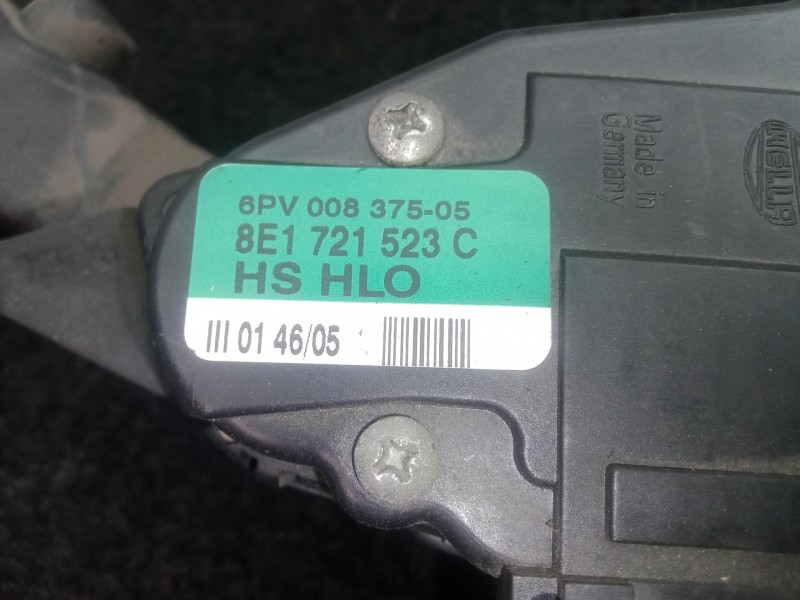 6PV 008 375-05
8E1 721 523 C
HS HLO
III 01 46/05
Made in
Germany
HELLA